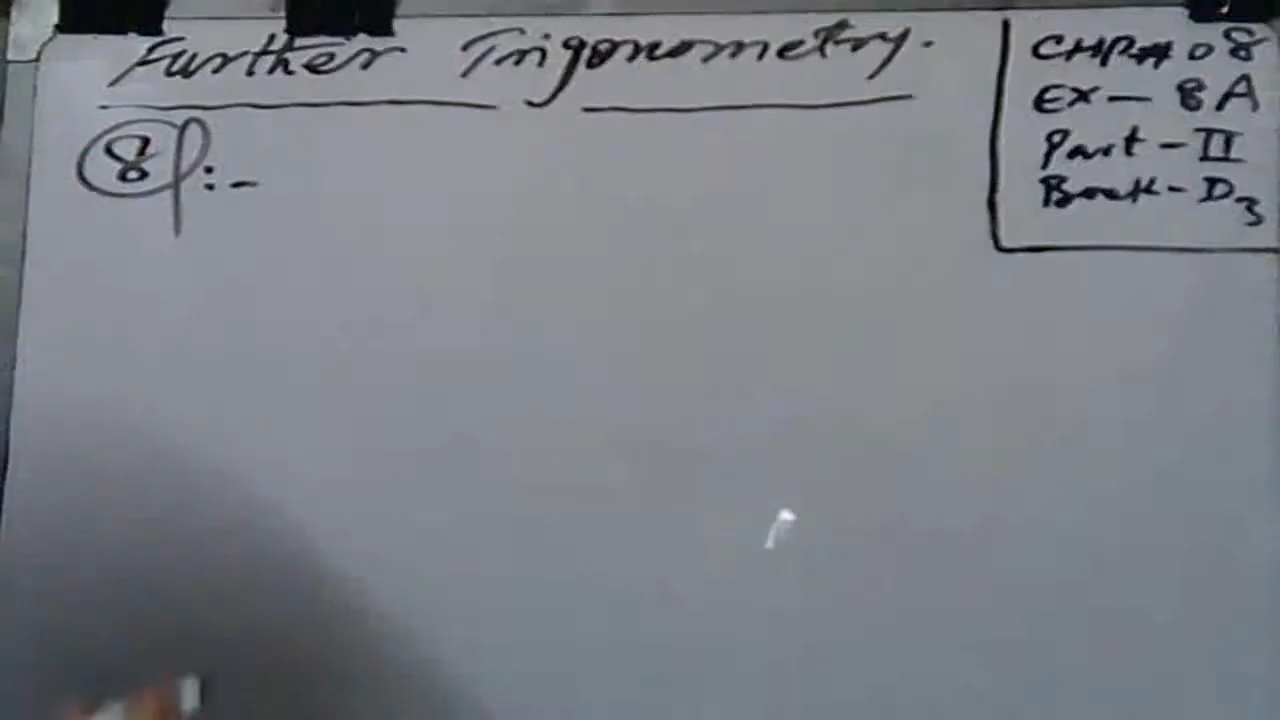 Further Trigonometry.
CHP# 08
EX - 8A
Part - II
Book - D3
8 :-